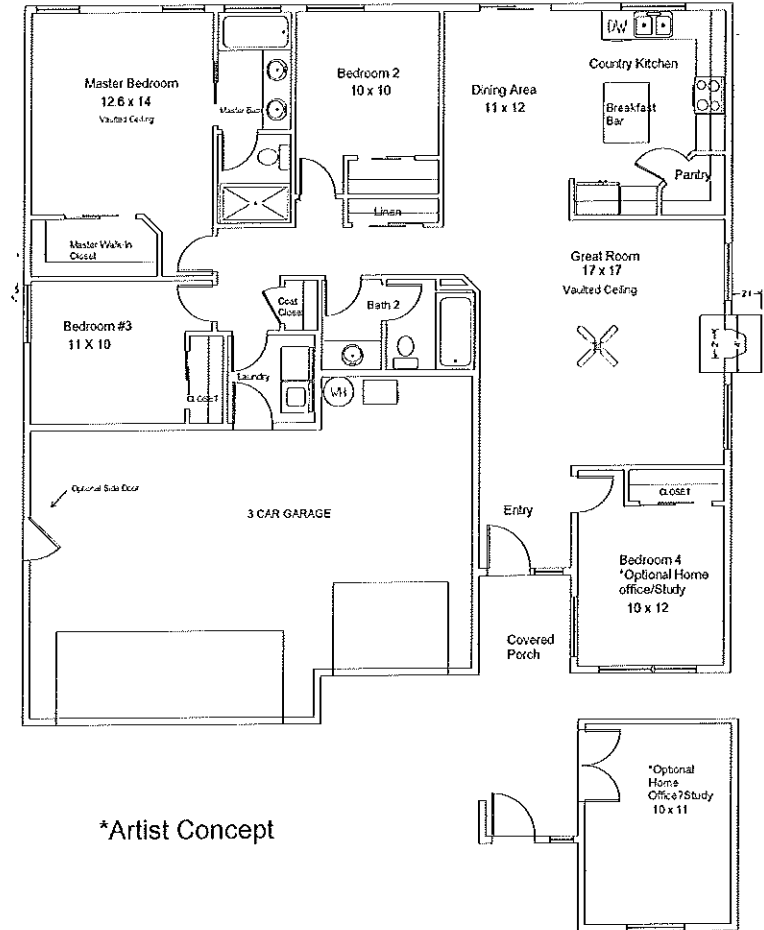 DW
Master Bedroom
12.6 x 14
Vaulted Ceiling
Master Bath
Bedroom 2
10 x 10
Dining Area
11 x 12
Country Kitchen
Breakfast
Bar
Pantry
Linen
Master Walk-In
Closet
Great Room
17 x 17
Vaulted Ceiling
Bedroom #3
11 X 10
Coat
Closet
Bath 2
2'
4'
CLOSET
Laundry
WH
Optional Side Door
3 CAR GARAGE
Entry
CLOSET
Bedroom 4
*Optional Home
office/Study
10 x 12
Covered
Porch
*Optional
Home
Office?Study
10 x 11
*Artist Concept